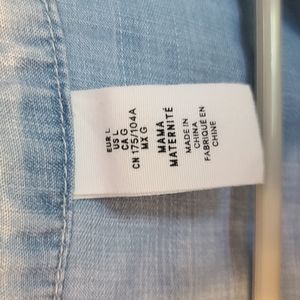 EUR L
US L
CA G
CN 175/104A
MX G
MAMA
MATERNITÉ
MADE IN
CHINA
FABRIQUÉ EN
CHINE